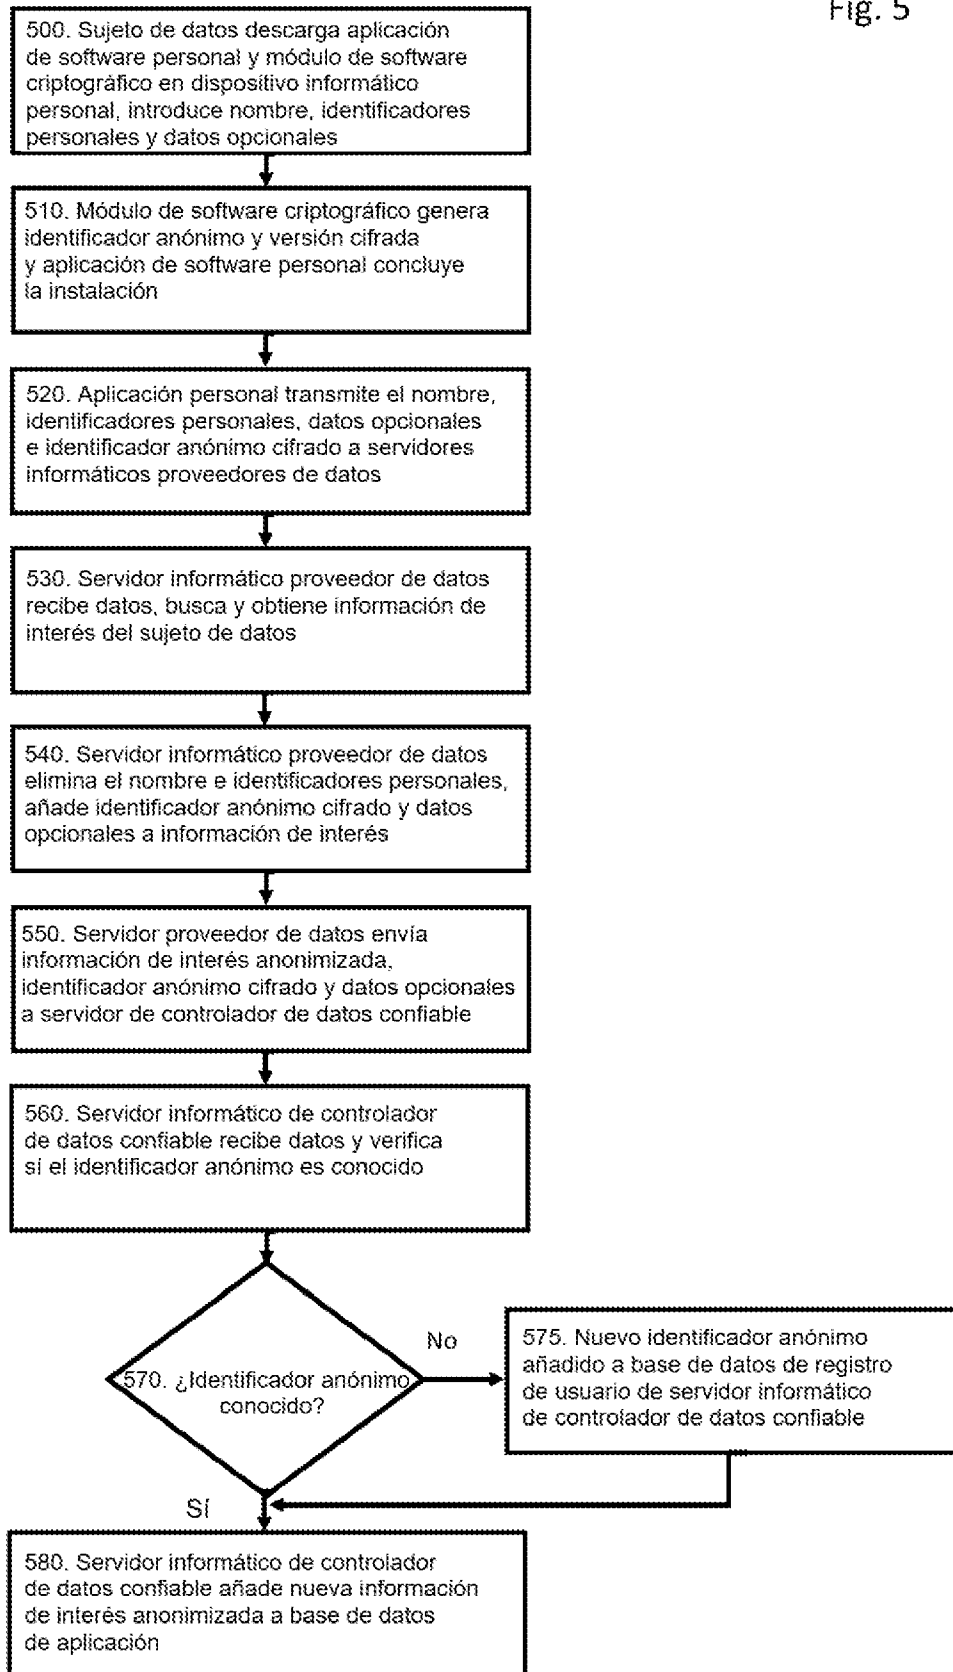 Fig. 5
500. Sujeto de datos descarga aplicación
de software personal y módulo de software
criptográfico en dispositivo informático
personal, introduce nombre, identificadores
personales y datos opcionales
510. Módulo de software criptográfico genera
identificador anónimo y versión cifrada
y aplicación de software personal concluye
la instalación
520. Aplicación personal transmite el nombre,
identificadores personales, datos opcionales
e identificador anónimo cifrado a servidores
informáticos proveedores de datos
530. Servidor informático proveedor de datos
recibe datos, busca y obtiene información de
interés del sujeto de datos
540. Servidor informático proveedor de datos
elimina el nombre e identificadores personales,
añade identificador anónimo cifrado y datos
opcionales a información de interés
550. Servidor proveedor de datos envía
información de interés anonimizada,
identificador anónimo cifrado y datos opcionales
a servidor de controlador de datos confiable
560. Servidor informático de controlador
de datos confiable recibe datos y verifica
sí el identificador anónimo es conocido
570. ¿Identificador anónimo
conocido?
No
575. Nuevo identificador anónimo
añadido a base de datos de registro
de usuario de servidor informático
de controlador de datos confiable
Sí
580. Servidor informático de controlador
de datos confiable añade nueva información
de interés anonimizada a base de datos
de aplicación